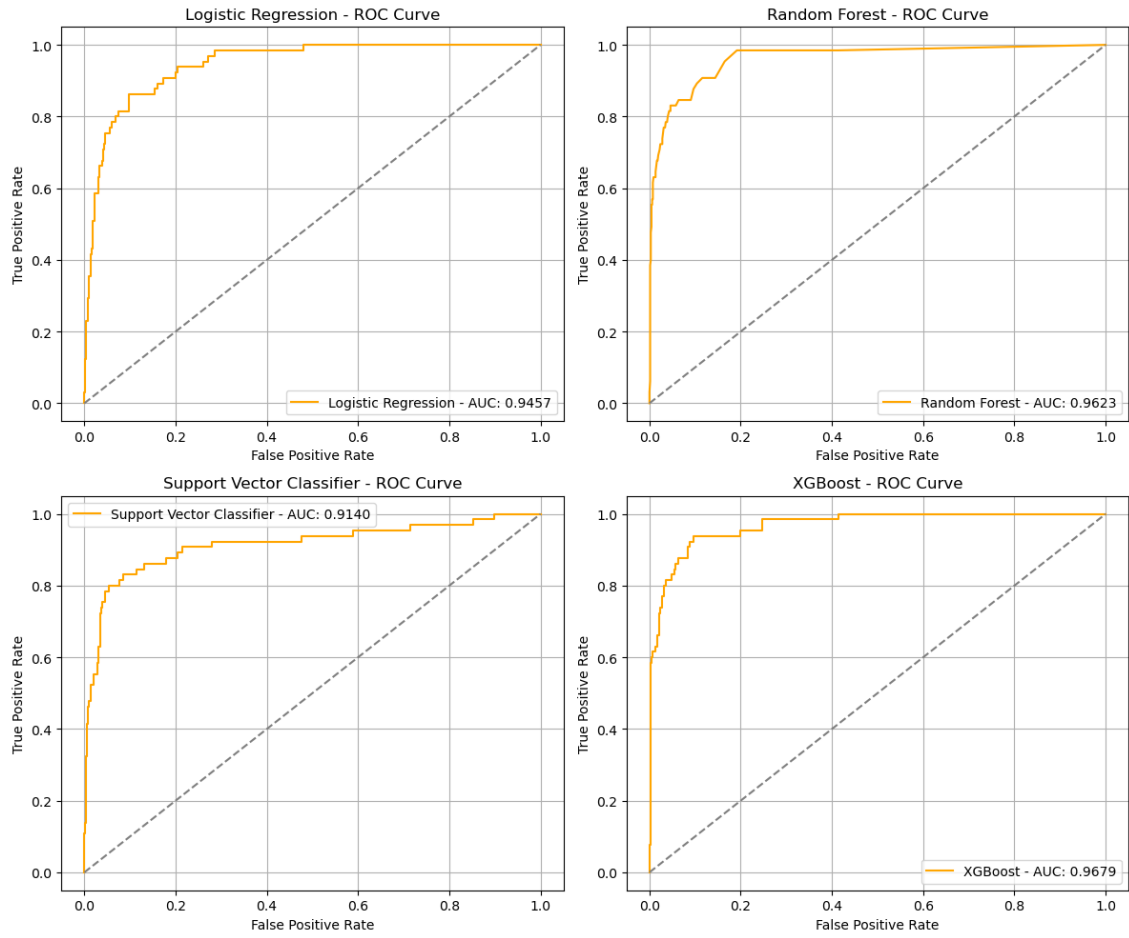 Logistic Regression - ROC Curve
1.0
0.8
0.6
0.4
0.2
0.0
True Positive Rate
Logistic Regression - AUC: 0.9457
0.0 0.2 0.4 0.6 0.8 1.0
False Positive Rate
Random Forest - ROC Curve
1.0
0.8
0.6
0.4
0.2
0.0
True Positive Rate
Random Forest - AUC: 0.9623
0.0 0.2 0.4 0.6 0.8 1.0
False Positive Rate
Support Vector Classifier - ROC Curve
Support Vector Classifier - AUC: 0.9140
1.0
0.8
0.6
0.4
0.2
0.0
True Positive Rate
0.0 0.2 0.4 0.6 0.8 1.0
False Positive Rate
XGBoost - ROC Curve
1.0
0.8
0.6
0.4
0.2
0.0
True Positive Rate
XGBoost - AUC: 0.9679
0.0 0.2 0.4 0.6 0.8 1.0
False Positive Rate